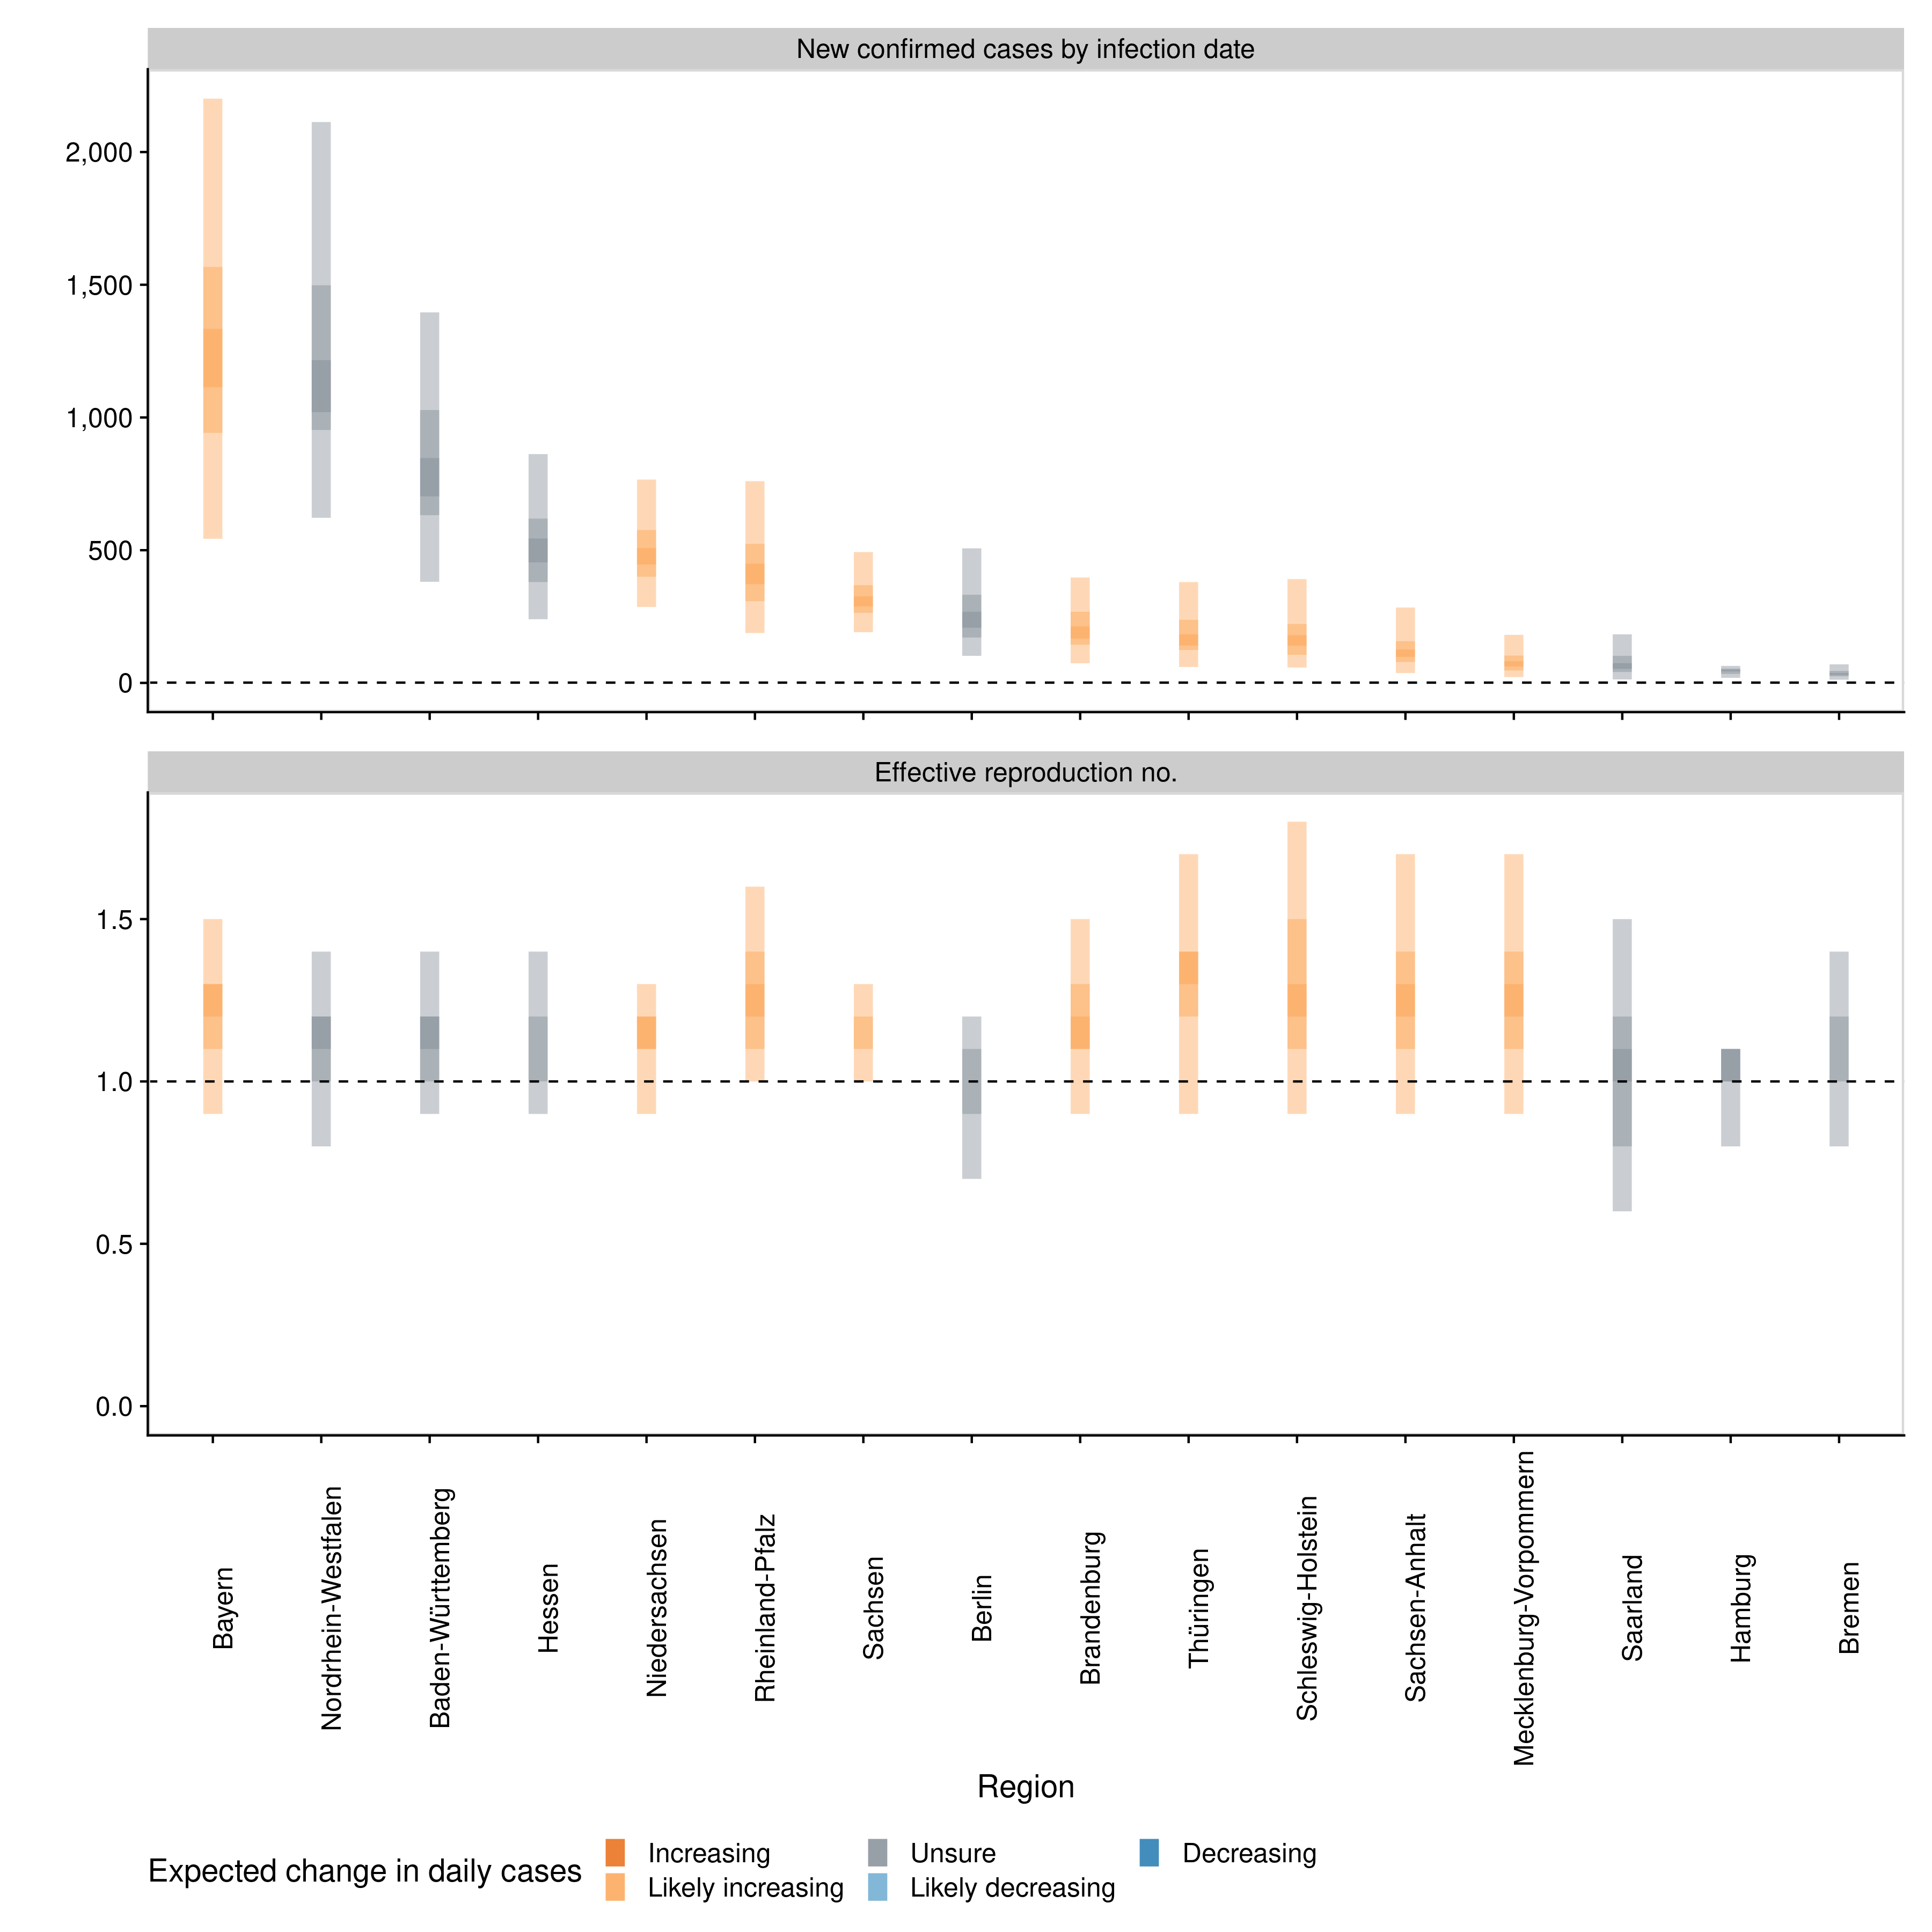 New confirmed cases by infection date
2,000
1,500
1,000
500
0
Effective reproduction no.
1.5
1.0
0.5
0.0
Bayern
Nordrhein-Westfalen
Baden-Württemberg
Hessen
Niedersachsen
Rheinland-Pfalz
Sachsen
Berlin
Brandenburg
Thüringen
Schleswig-Holstein
Sachsen-Anhalt
Mecklenburg-Vorpommern
Saarland
Hamburg
Bremen
Region
Expected change in daily cases
Increasing
Likely increasing
Unsure
Likely decreasing
Decreasing